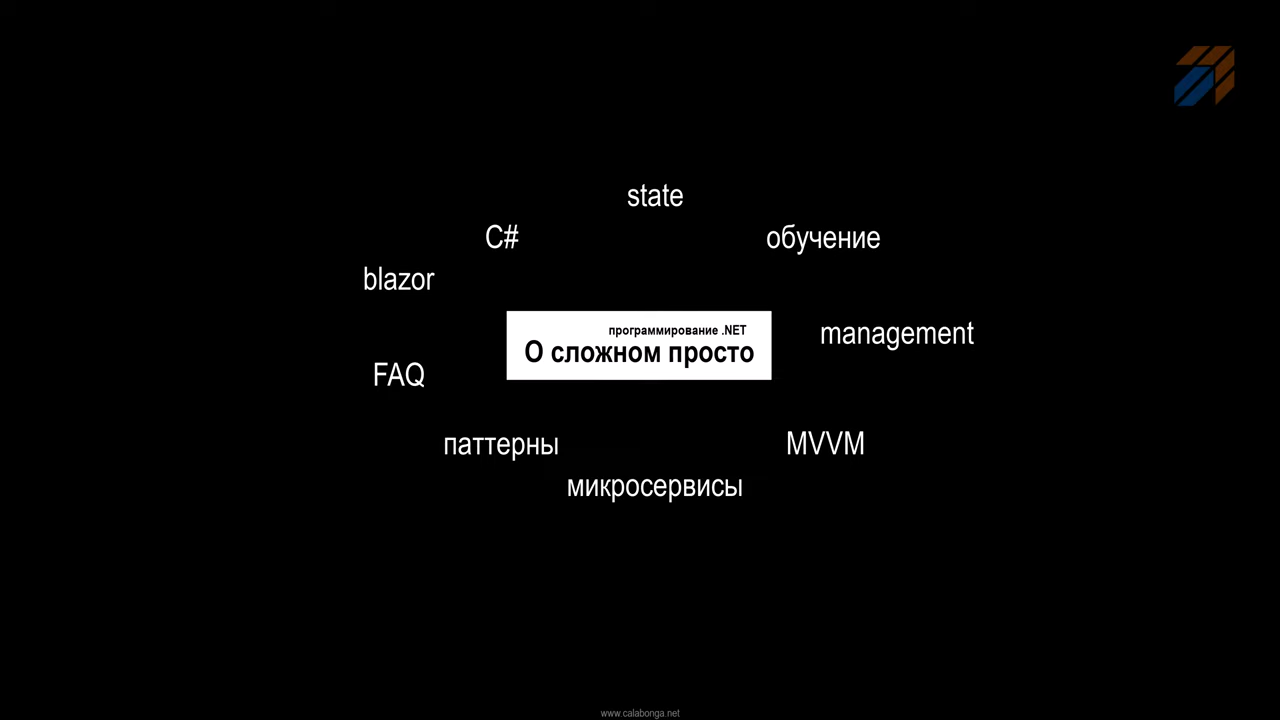 state
C#
обучение
blazor
программирование .NET
management
О сложном просто
FAQ
паттерны
MVVM
микросервисы
www.calabonga.net